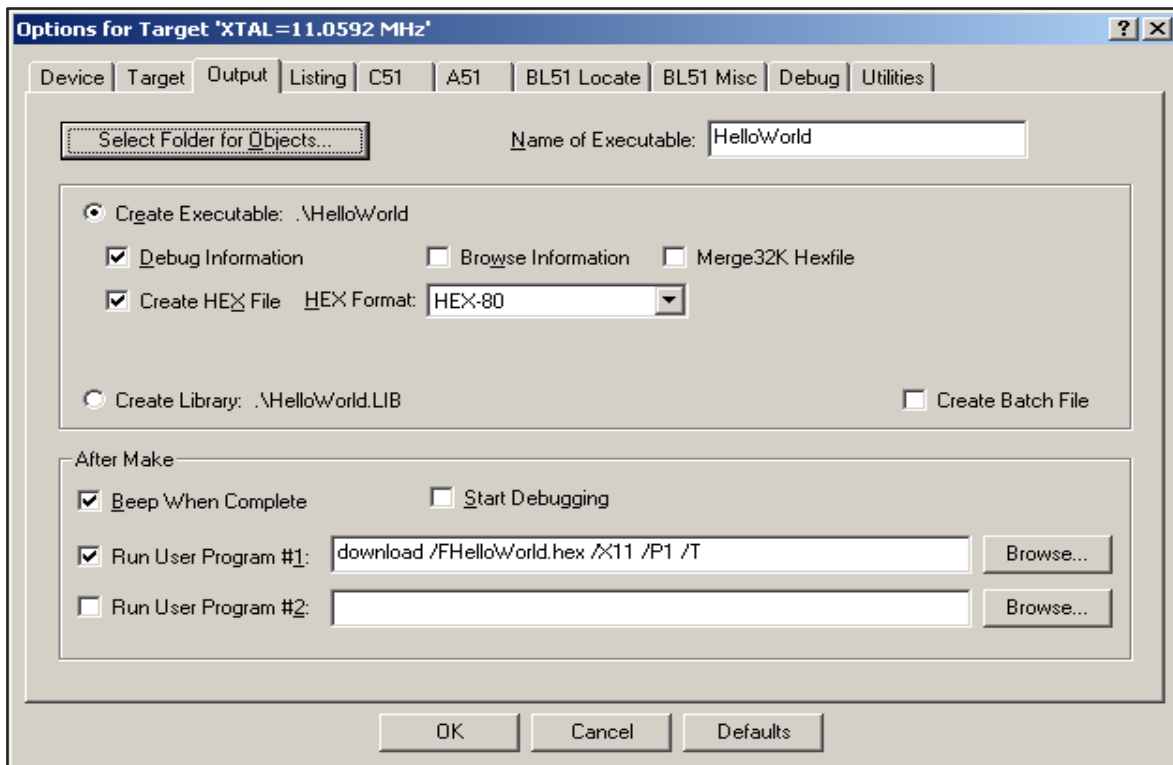 Options for Target 'XTAL=11.0592 MHz'
Device Target Output Listing C51 A51 BL51 Locate BL51 Misc Debug Utilities
Select Folder for Objects... Name of Executable: HelloWorld
Create Executable: .\HelloWorld
Debug Information Browse Information Merge32K Hexfile
Create HEX File HEX Format: HEX-80
Create Library: .\HelloWorld.LIB Create Batch File
After Make
Beep When Complete Start Debugging
Run User Program #1: download /FHelloWorld.hex /X11 /P1 /T Browse...
Run User Program #2: Browse...
OK Cancel Defaults